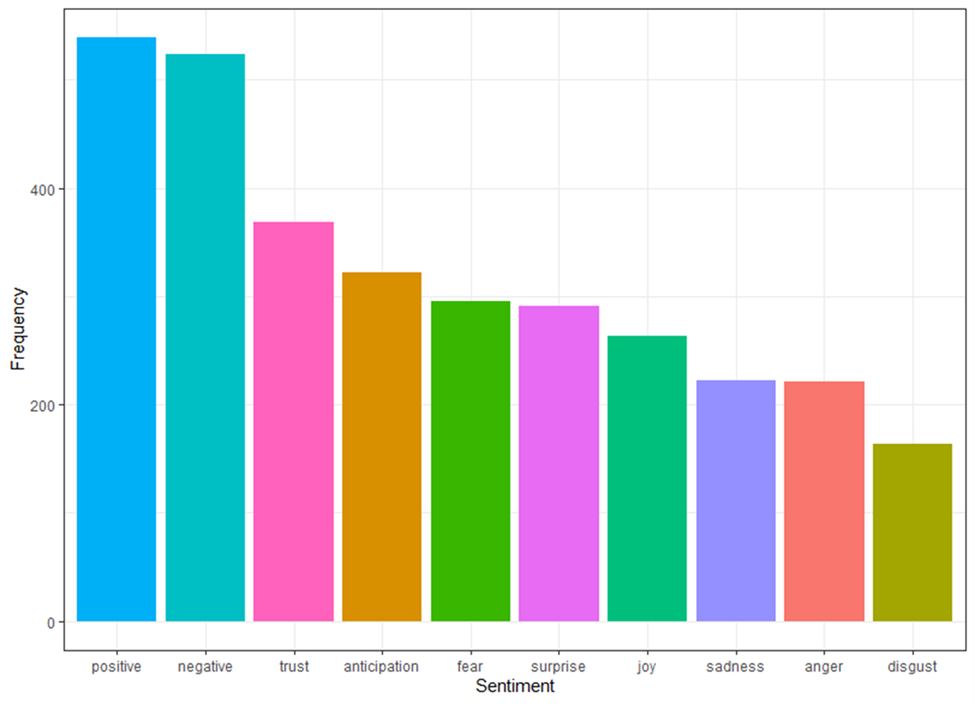 Frequency
400
200
0
positive negative trust anticipation fear surprise joy sadness anger disgust
Sentiment